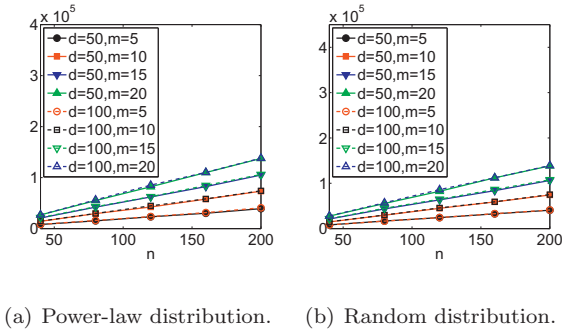 x 10^5
4
3
2
1
0
50
100
150
200
n
d=50,m=5
d=50,m=10
d=50,m=15
d=50,m=20
d=100,m=5
d=100,m=10
d=100,m=15
d=100,m=20
(a) Power-law distribution.
x 10^5
4
3
2
1
0
50
100
150
200
n
d=50,m=5
d=50,m=10
d=50,m=15
d=50,m=20
d=100,m=5
d=100,m=10
d=100,m=15
d=100,m=20
(b) Random distribution.